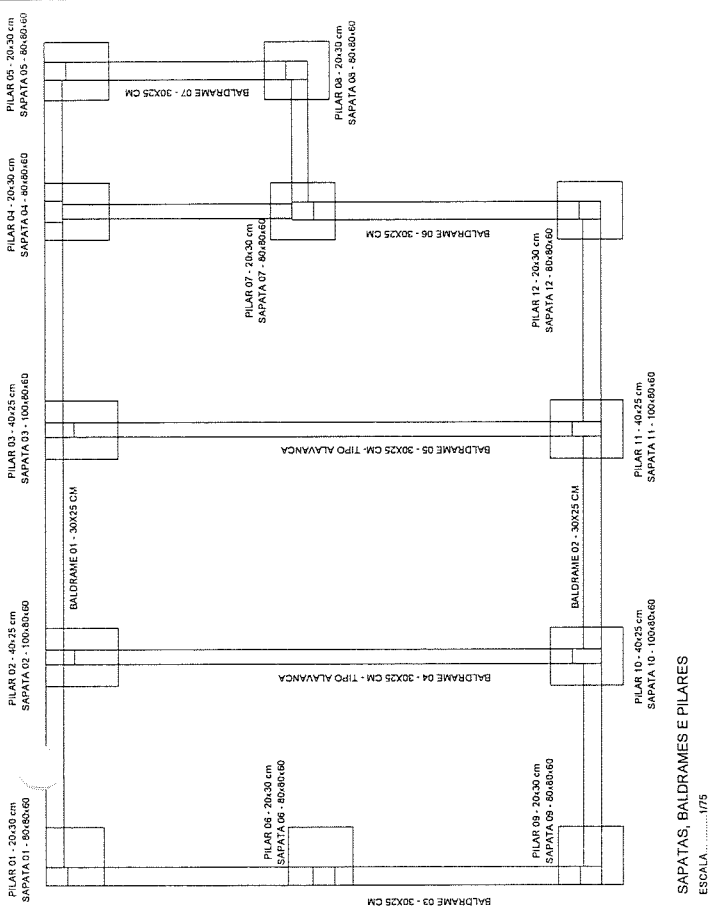 PILAR 01 - 20x30 cm
SAPATA 01 - 80x80x60
PILAR 02 - 40x25 cm
SAPATA 02 - 100x80x60
PILAR 03 - 40x25 cm
SAPATA 03 - 100x80x60
PILAR 04 - 20x30 cm
SAPATA 04 - 80x80x60
PILAR 05 - 20x30 cm
SAPATA 05 - 80x80x60
BALDRAME 01 - 30X25 CM
BALDRAME 07 - 30X25 CM
PILAR 06 - 20x30 cm
SAPATA 06 - 80x80x60
PILAR 07 - 20x30 cm
SAPATA 07 - 80x80x60
PILAR 08 - 20x30 cm
SAPATA 08 - 80x80x60
BALDRAME 03 - 30X25 CM
BALDRAME 04 - 30X25 CM - TIPO ALAVANCA
BALDRAME 05 - 30X25 CM- TIPO ALAVANCA
BALDRAME 06 - 30X25 CM
PILAR 09 - 20x30 cm
SAPATA 09 - 80x80x60
BALDRAME 02 - 30X25 CM
PILAR 12 - 20x30 cm
SAPATA 12 - 80x80x60
PILAR 10 - 40x25 cm
SAPATA 10 - 100x80x60
PILAR 11 - 40x25 cm
SAPATA 11 - 100x80x60
SAPATAS, BALDRAMES E PILARES
ESCALA...........1/75